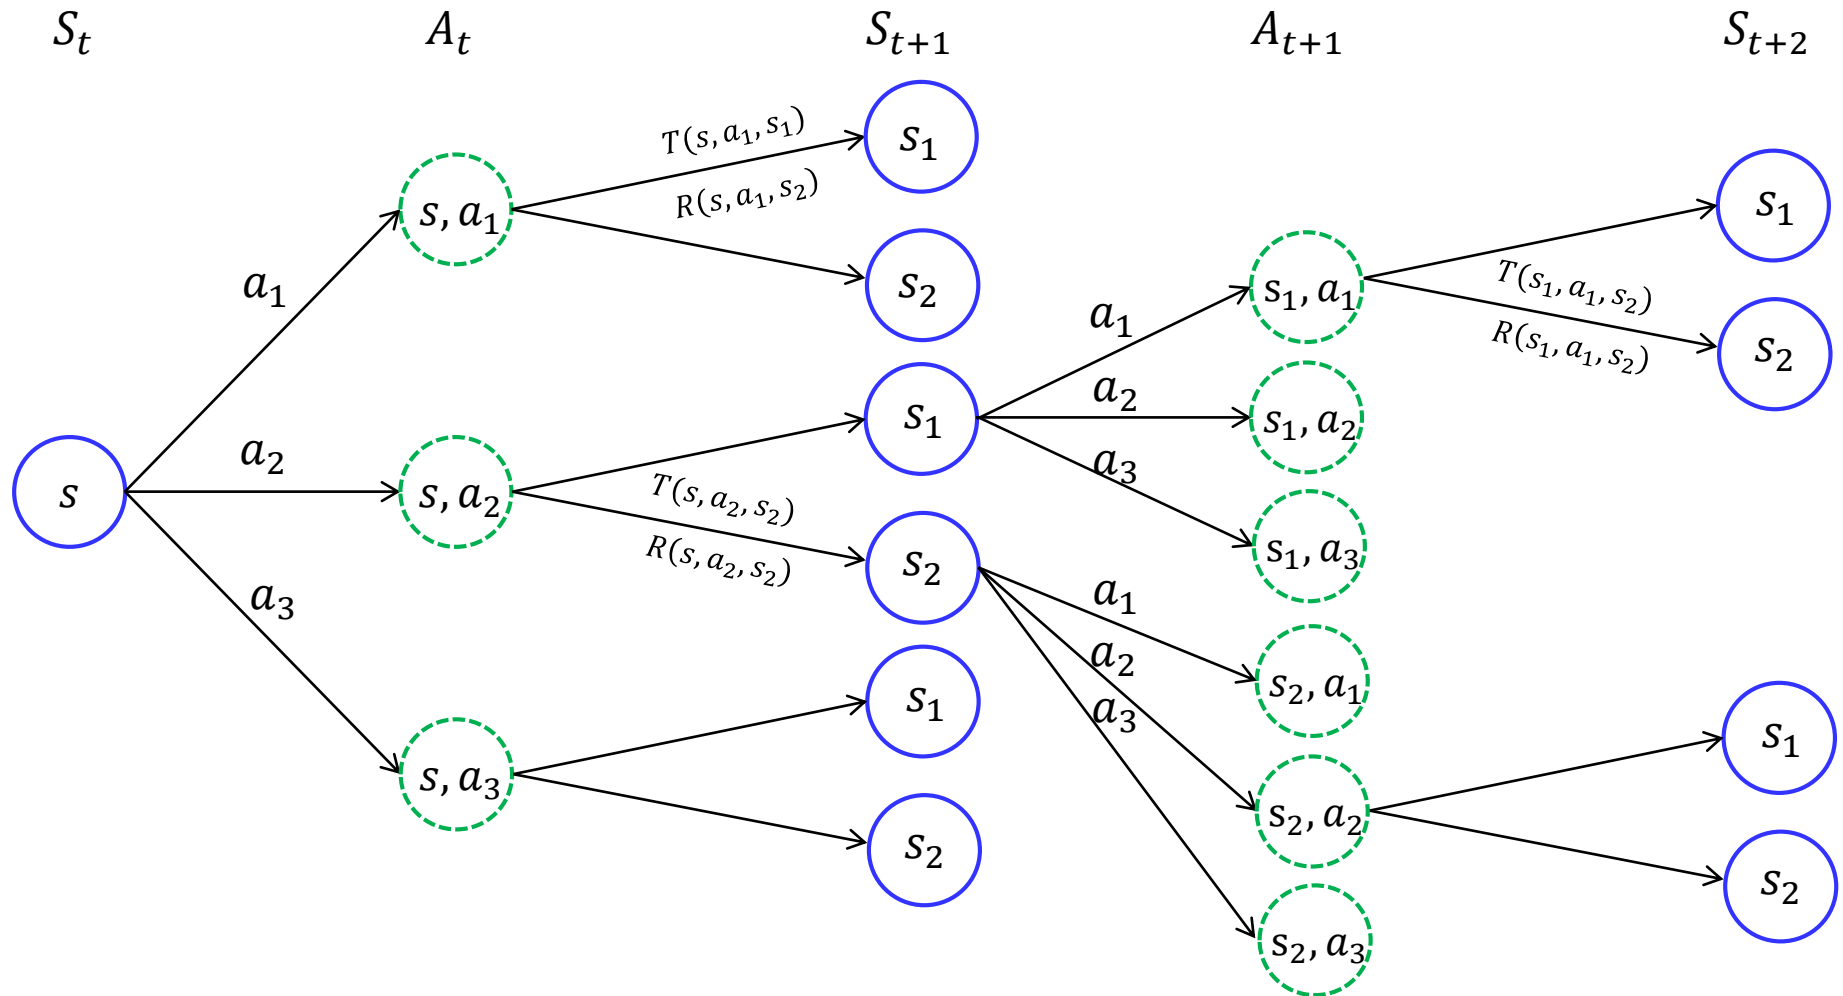 S_t A_t S_{t+1} A_{t+1} S_{t+2}
s
a_1
a_2
a_3
s, a_1
s, a_2
s, a_3
T(s, a_1, s_1)
R(s, a_1, s_2)
T(s, a_2, s_2)
R(s, a_2, s_2)
s_1
s_2
s_1
s_2
s_1
s_2
a_1
a_2
a_3
a_1
a_2
a_3
s_1, a_1
s_1, a_2
s_1, a_3
s_2, a_1
s_2, a_2
s_2, a_3
T(s_1, a_1, s_2)
R(s_1, a_1, s_2)
s_1
s_2
s_1
s_2